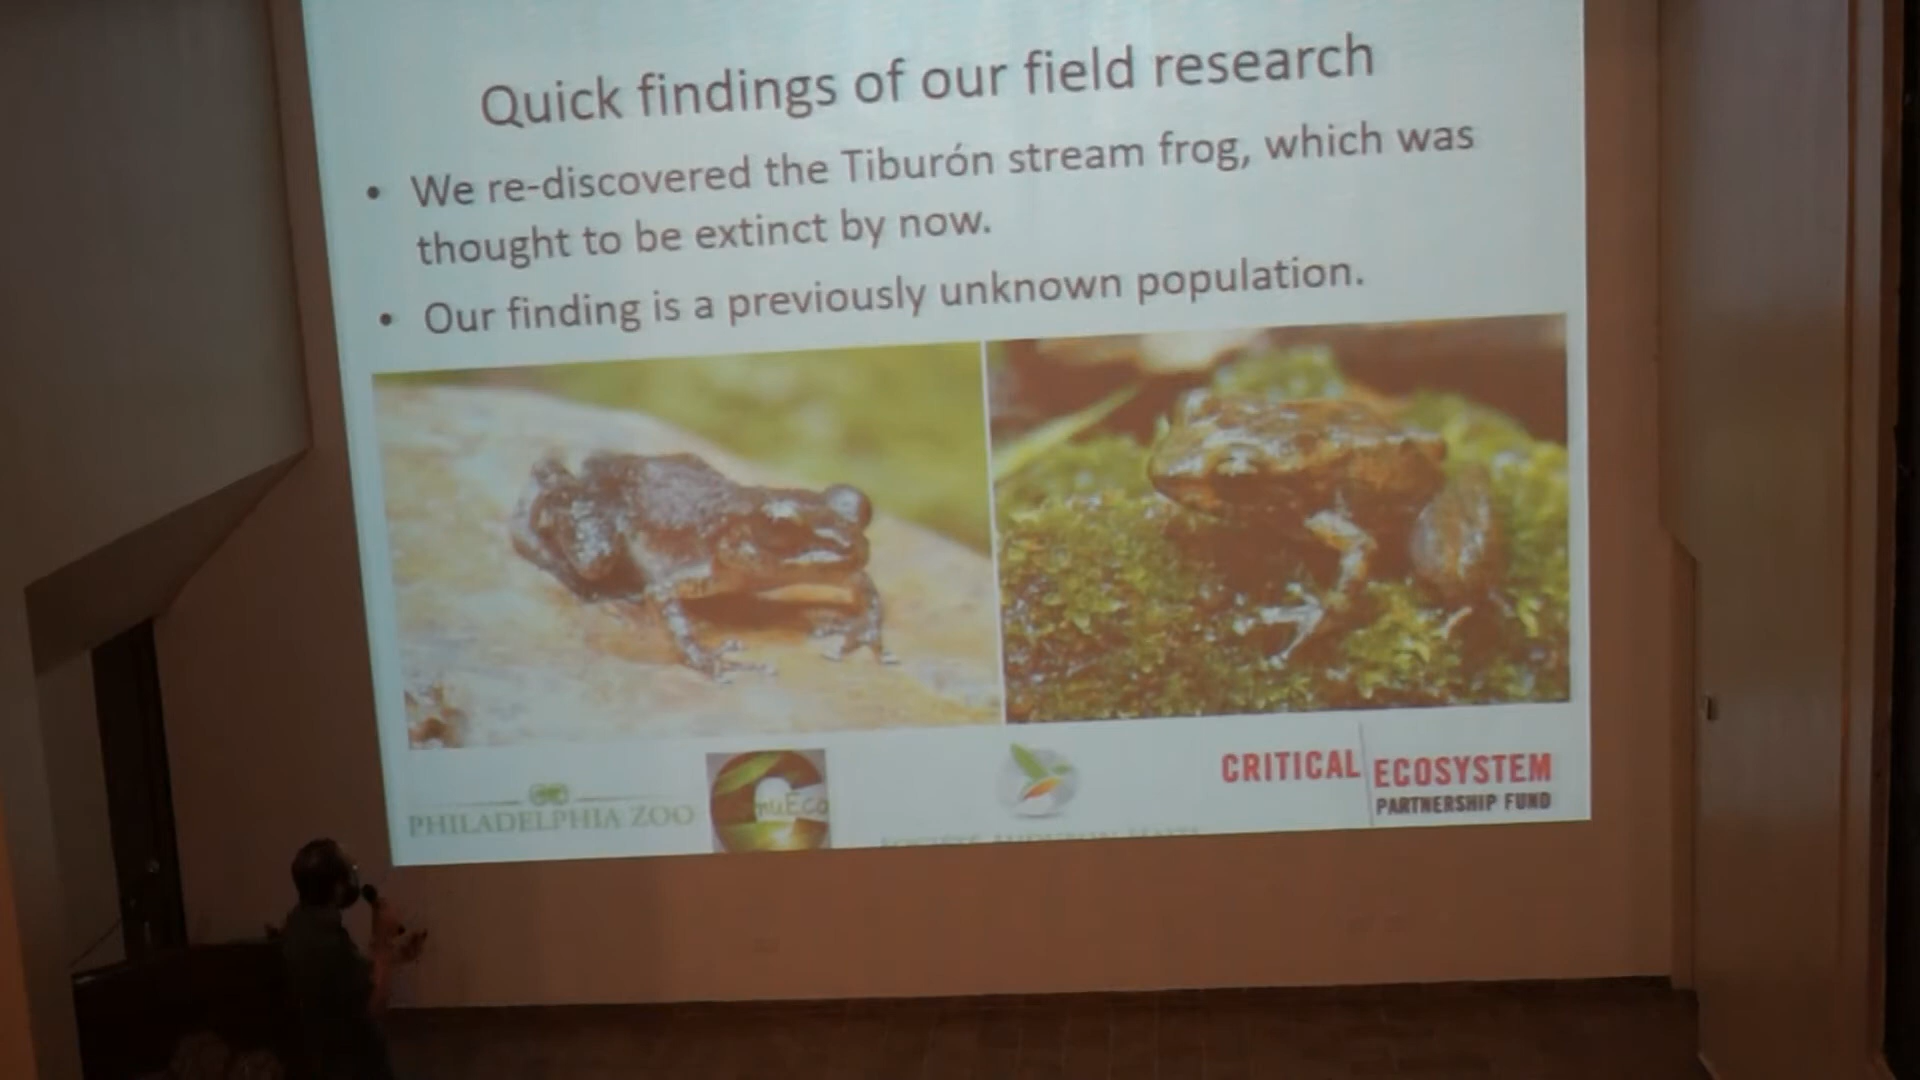 Quick findings of our field research
• We re-discovered the Tiburón stream frog, which was
thought to be extinct by now.
• Our finding is a previously unknown population.
PHILADELPHIA ZOO
CRITICAL ECOSYSTEM
PARTNERSHIP FUND